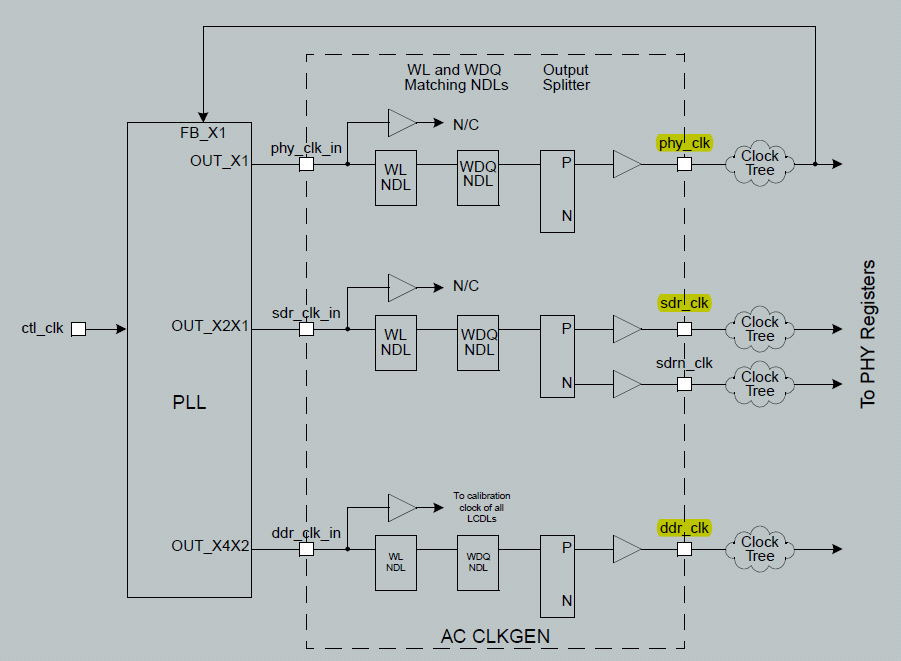 WL and WDQ
Matching NDLs
Output
Splitter
FB_X1
OUT_X1
phy_clk_in
N/C
WL
NDL
WDQ
NDL
P
N
phy_clk
Clock
Tree
ctl_clk
OUT_X2X1
sdr_clk_in
N/C
WL
NDL
WDQ
NDL
P
N
sdr_clk
Clock
Tree
sdrn_clk
Clock
Tree
To PHY Registers
PLL
OUT_X4X2
ddr_clk_in
To calibration
clock of all
LCDLs
WL
NDL
WDQ
NDL
P
N
ddr_clk
Clock
Tree
AC CLKGEN